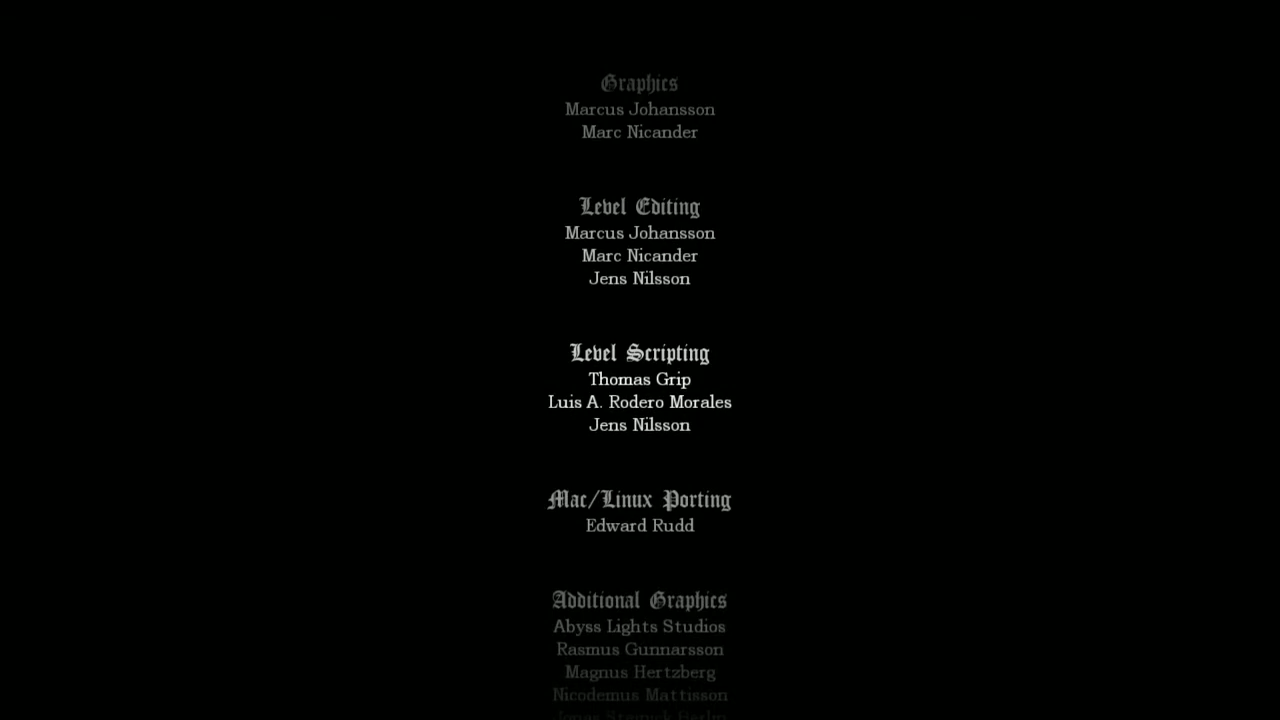 Graphics
Marcus Johansson
Marc Nicander
Level Editing
Marcus Johansson
Marc Nicander
Jens Nilsson
Level Scripting
Thomas Grip
Luis A. Rodero Morales
Jens Nilsson
Mac/Linux Porting
Edward Rudd
Additional Graphics
Abyss Lights Studios
Rasmus Gunnarsson
Magnus Hertzberg
Nicodemus Mattisson
Jonas